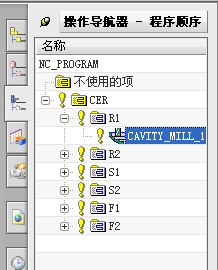 操作导航器 - 程序顺序
名称
NC_PROGRAM
不使用的项
CER
R1
CAVITY_MILL_1
R2
S1
S2
F1
F2